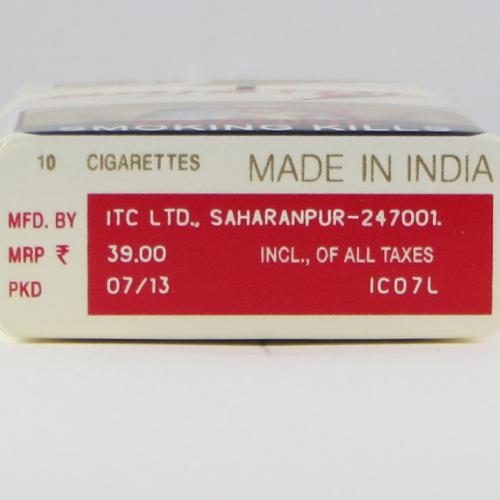 SMOKING KILLS
10 CIGARETTES MADE IN INDIA
MFD. BY ITC LTD., SAHARANPUR-247001.
MRP ₹ 39.00 INCL., OF ALL TAXES
PKD 07/13 IC07L